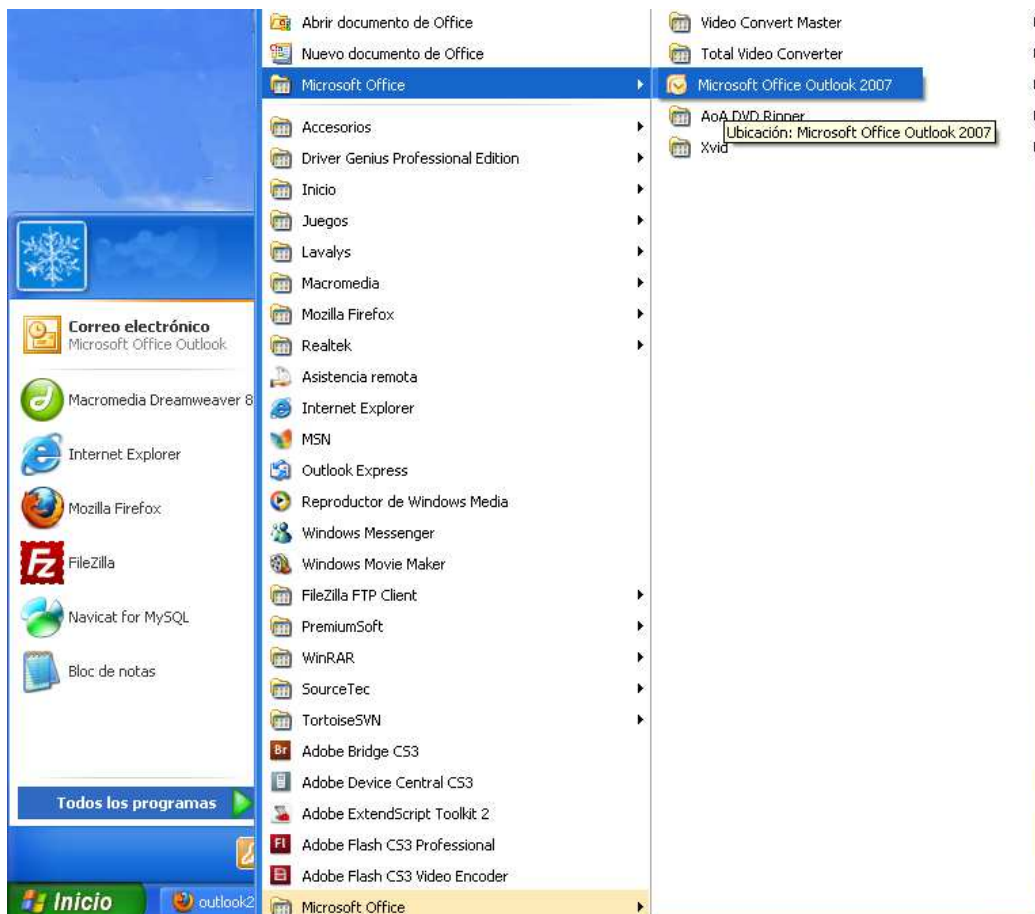 Abrir documento de Office
Nuevo documento de Office
Microsoft Office
Accesorios
Driver Genius Professional Edition
Inicio
Juegos
Lavalys
Macromedia
Mozilla Firefox
Realtek
Asistencia remota
Internet Explorer
MSN
Outlook Express
Reproductor de Windows Media
Windows Messenger
Windows Movie Maker
FileZilla FTP Client
PremiumSoft
WinRAR
SourceTec
TortoiseSVN
Adobe Bridge CS3
Adobe Device Central CS3
Adobe ExtendScript Toolkit 2
Adobe Flash CS3 Professional
Adobe Flash CS3 Video Encoder
Microsoft Office
Video Convert Master
Total Video Converter
Microsoft Office Outlook 2007
AoA DVD Ripper
Ubicación: Microsoft Office Outlook 2007
Xvid
Correo electrónico
Microsoft Office Outlook
Macromedia Dreamweaver 8
Internet Explorer
Mozilla Firefox
FileZilla
Navicat for MySQL
Bloc de notas
Todos los programas
Inicio
outlook2